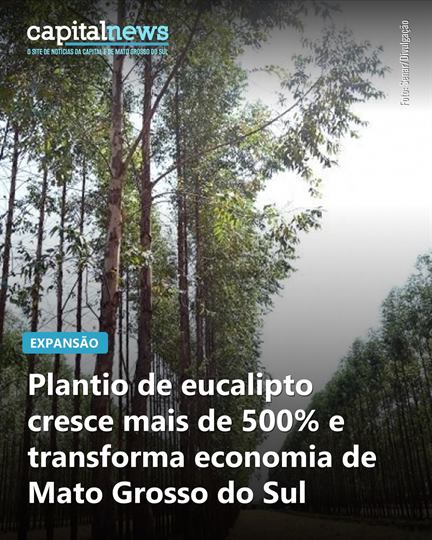 capitalnews
O SITE DE NOTÍCIAS DA CAPITAL E DE MATO GROSSO DO SUL
Foto: Senar/Divulgação
EXPANSÃO
Plantio de eucalipto
cresce mais de 500% e
transforma economia de
Mato Grosso do Sul